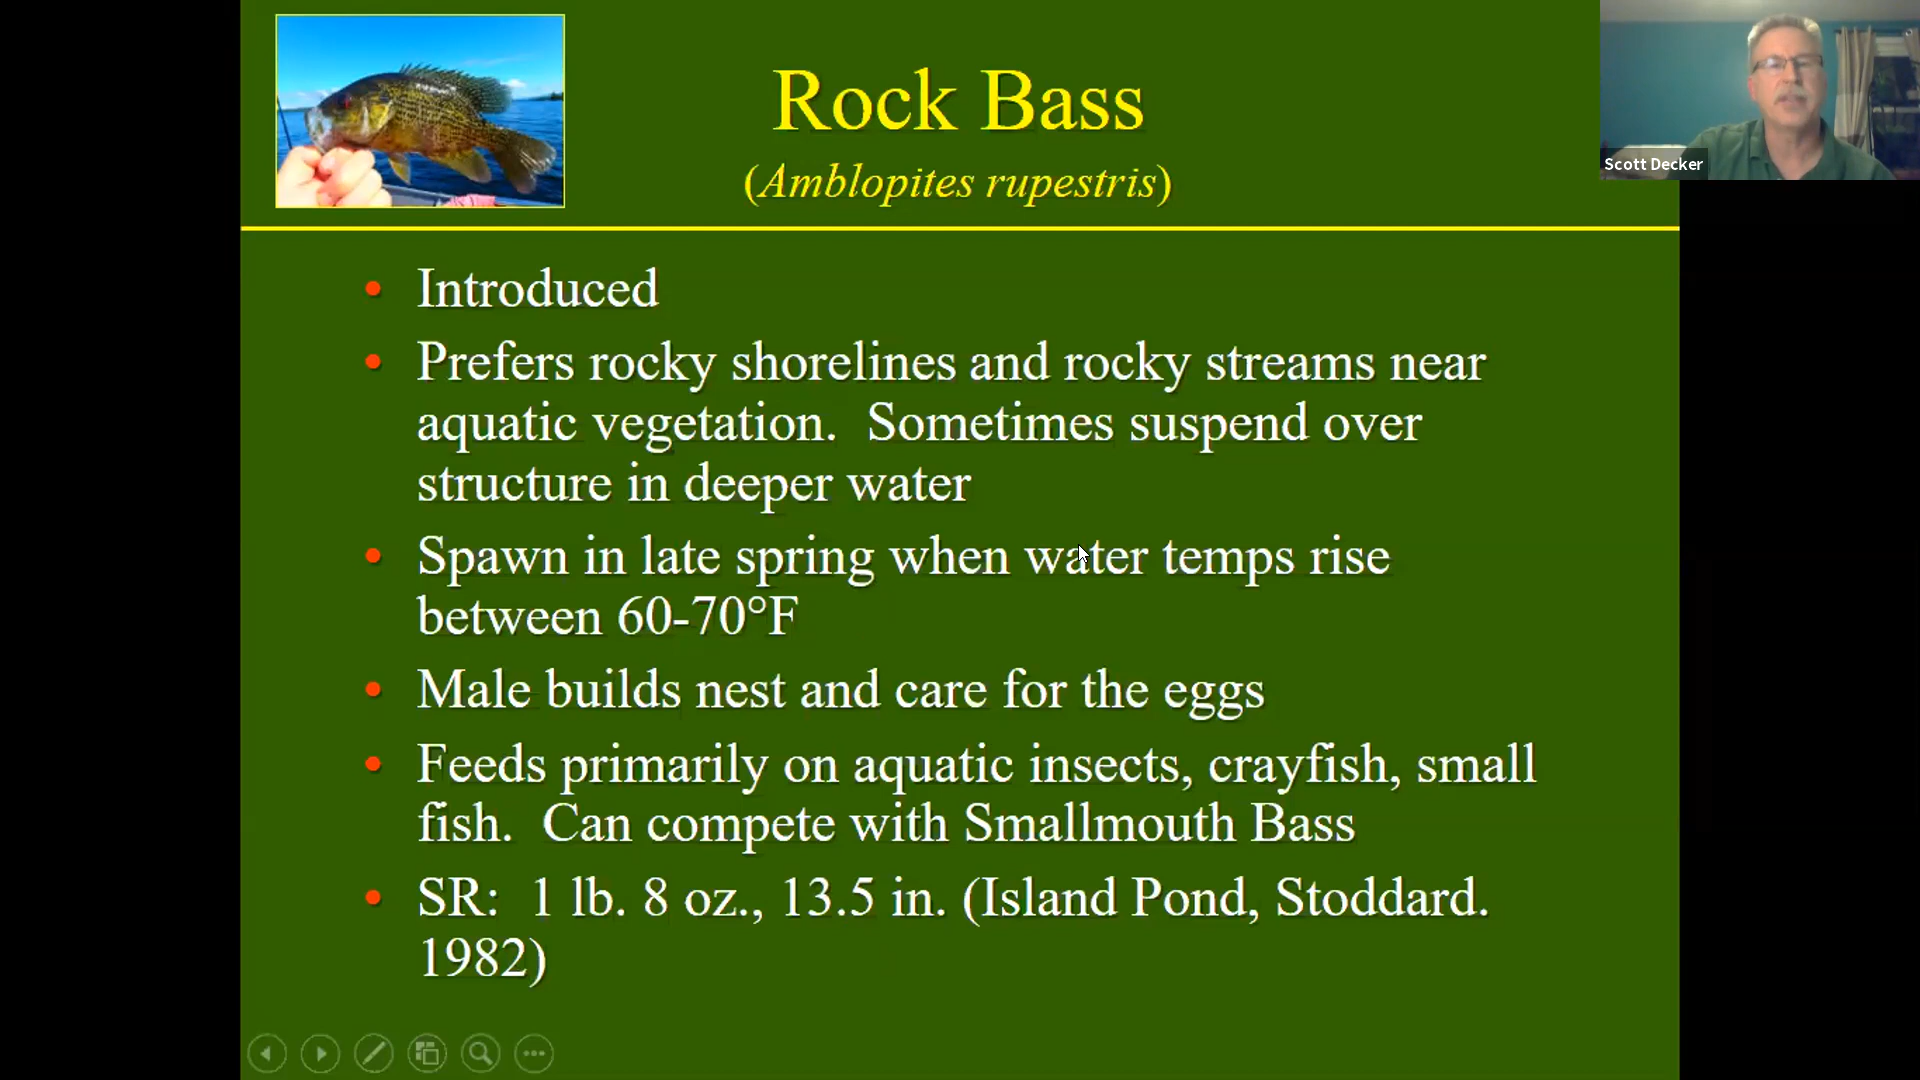 Rock Bass
(Amblopites rupestris)
Scott Decker
• Introduced
• Prefers rocky shorelines and rocky streams near
aquatic vegetation. Sometimes suspend over
structure in deeper water
• Spawn in late spring when water temps rise
between 60-70°F
• Male builds nest and care for the eggs
• Feeds primarily on aquatic insects, crayfish, small
fish. Can compete with Smallmouth Bass
• SR: 1 lb. 8 oz., 13.5 in. (Island Pond, Stoddard.
1982)